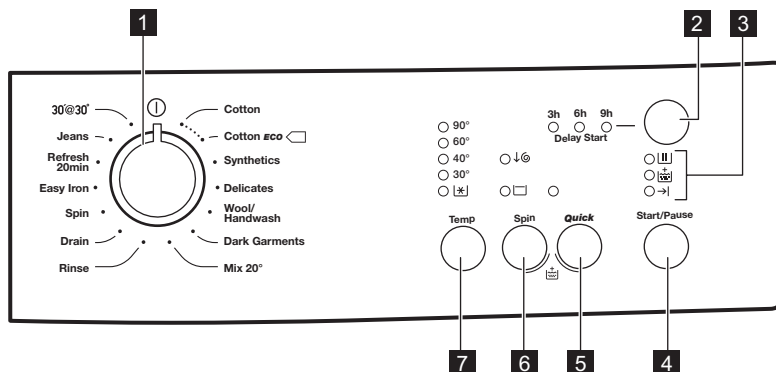 1
2
3
30'@30°
Jeans
Refresh
20min
Easy Iron
Spin
Drain
Rinse
Cotton
Cotton ECO
Synthetics
Delicates
Wool/
Handwash
Dark Garments
Mix 20°
90°
60°
40°
30°
3h 6h 9h
Delay Start
Temp
Spin
Quick
Start/Pause
7
6
5
4